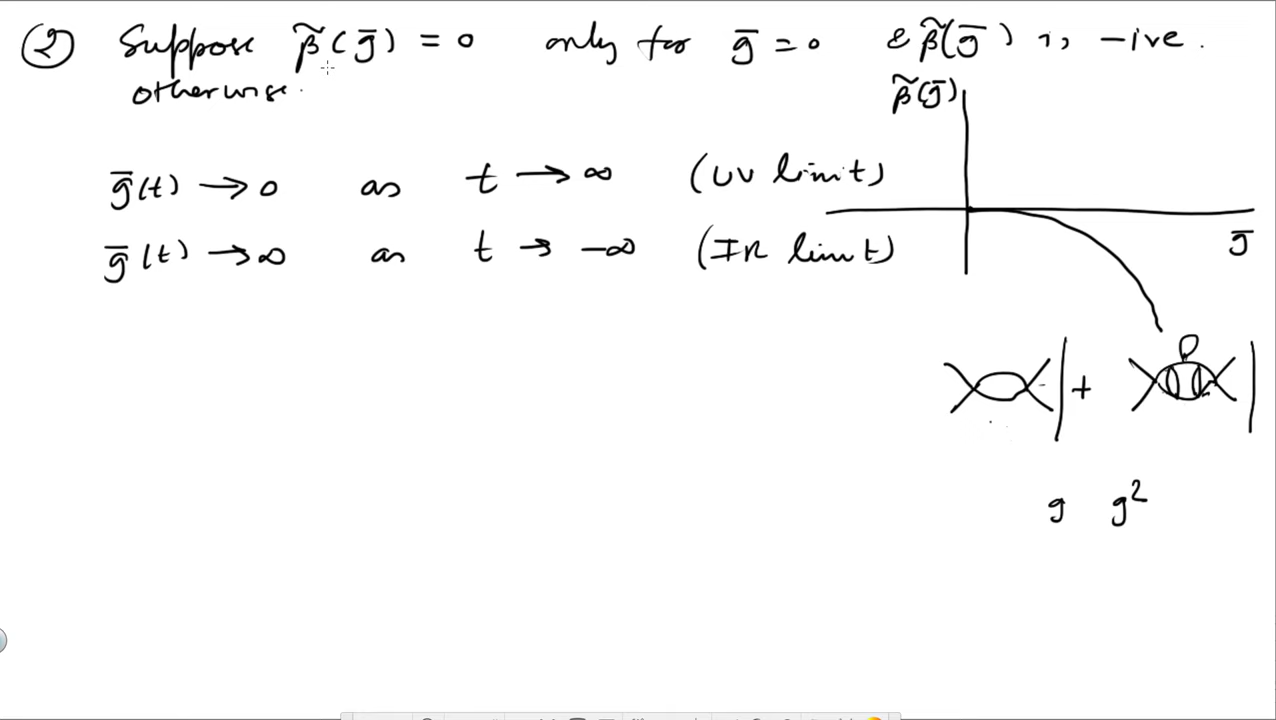 (2) Suppose β̃(ḡ) = 0 only for ḡ = 0 & β̃(ḡ) is -ive.
otherwise.
β̃(ḡ)
ḡ(t) → 0 as t → ∞ (UV limit)
ḡ(t) → ∞ as t → -∞ (IR limit)
ḡ
+
g g²